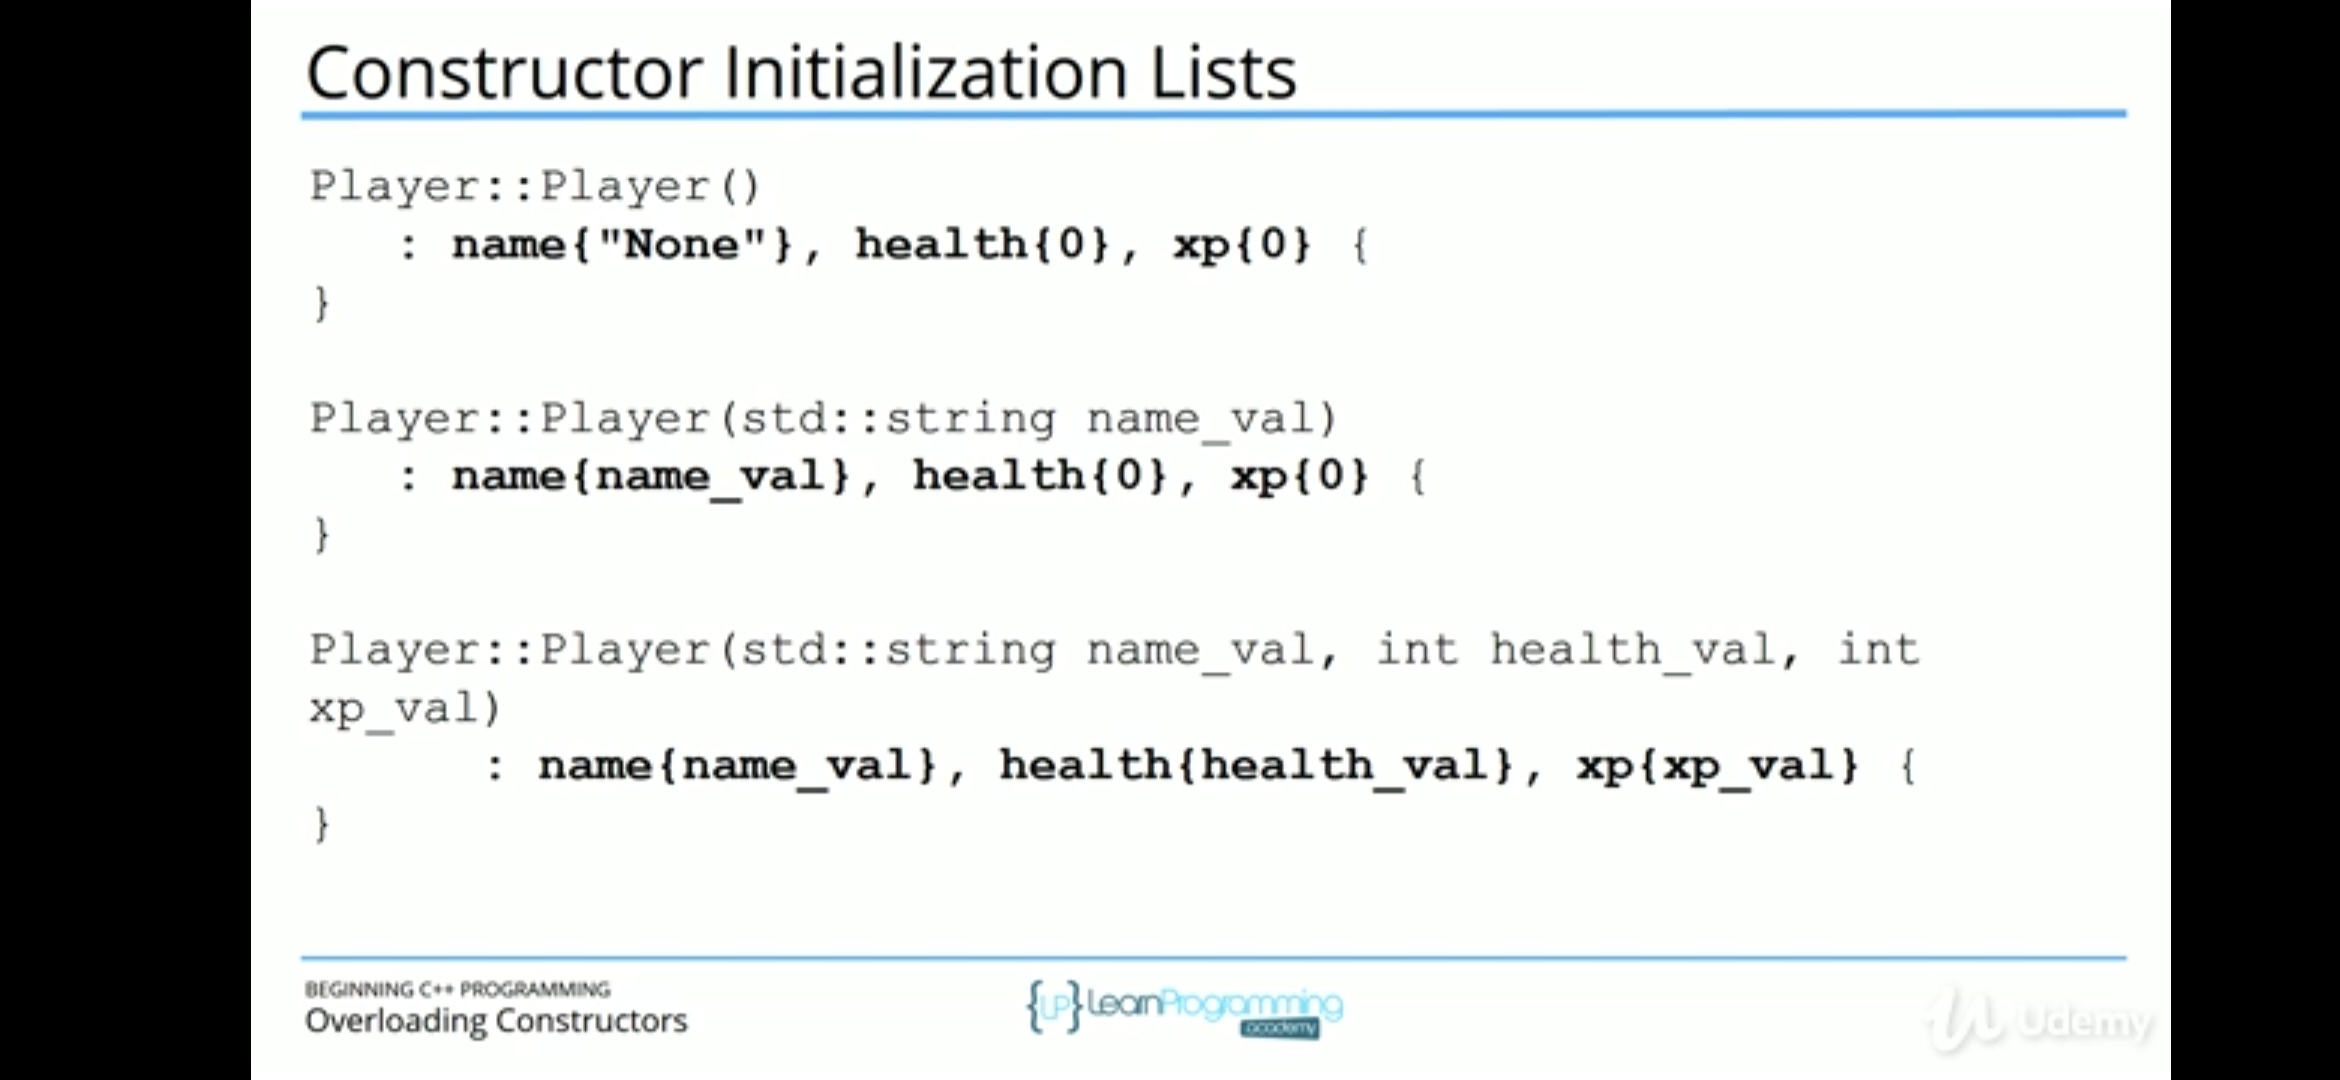 Constructor Initialization Lists
Player::Player()
: name{"None"}, health{0}, xp{0} {
}
Player::Player(std::string name_val)
: name{name_val}, health{0}, xp{0} {
}
Player::Player(std::string name_val, int health_val, int
xp_val)
: name{name_val}, health{health_val}, xp{xp_val} {
}
BEGINNING C++ PROGRAMMING
Overloading Constructors
{LP} LearnProgramming
academy
Udemy